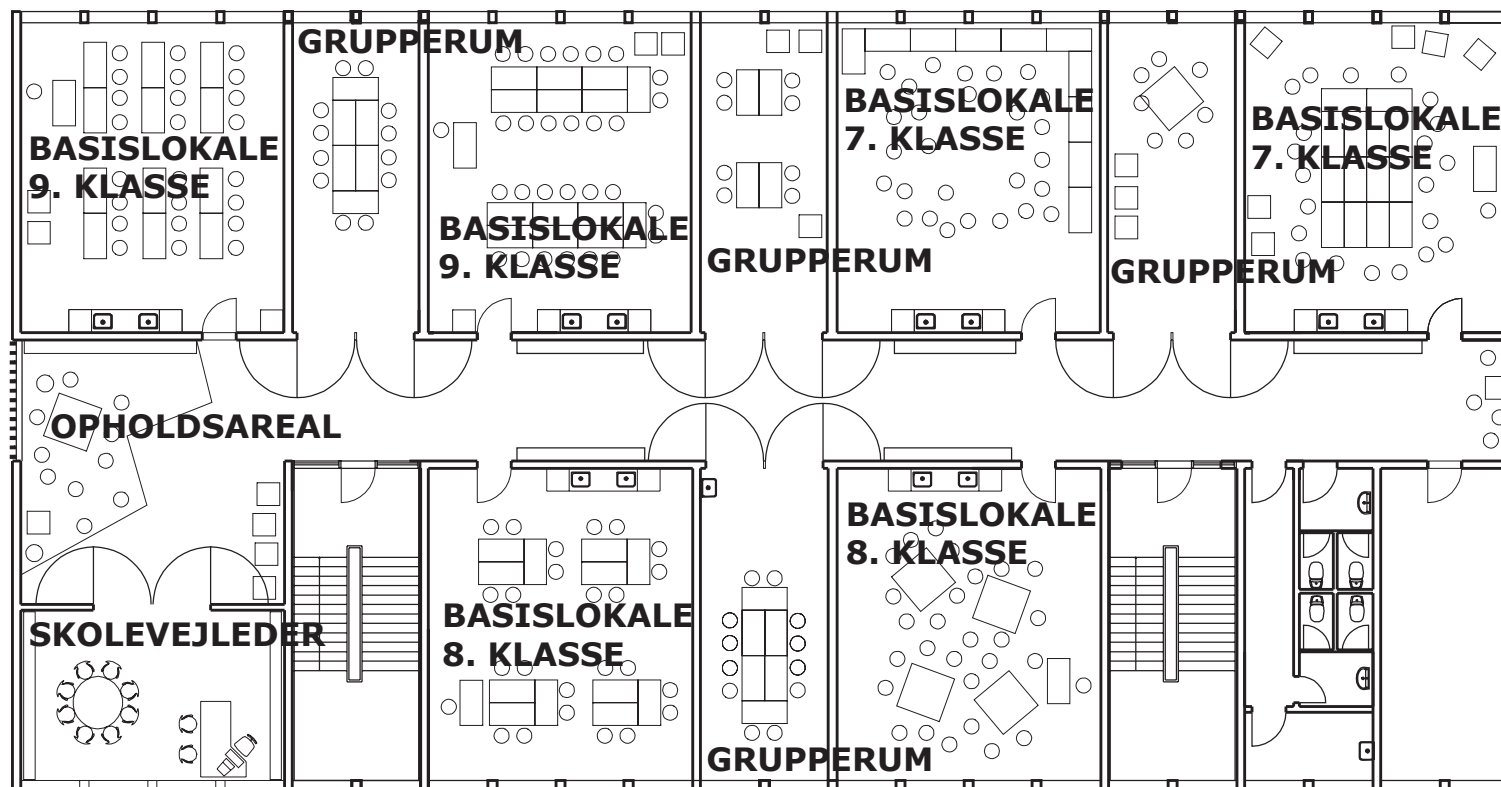 GRUPPERUM
BASISLOKALE
9. KLASSE
BASISLOKALE
9. KLASSE
GRUPPERUM
BASISLOKALE
7. KLASSE
GRUPPERUM
BASISLOKALE
7. KLASSE
OPHOLDSAREAL
SKOLEVEJLEDER
BASISLOKALE
8. KLASSE
GRUPPERUM
BASISLOKALE
8. KLASSE